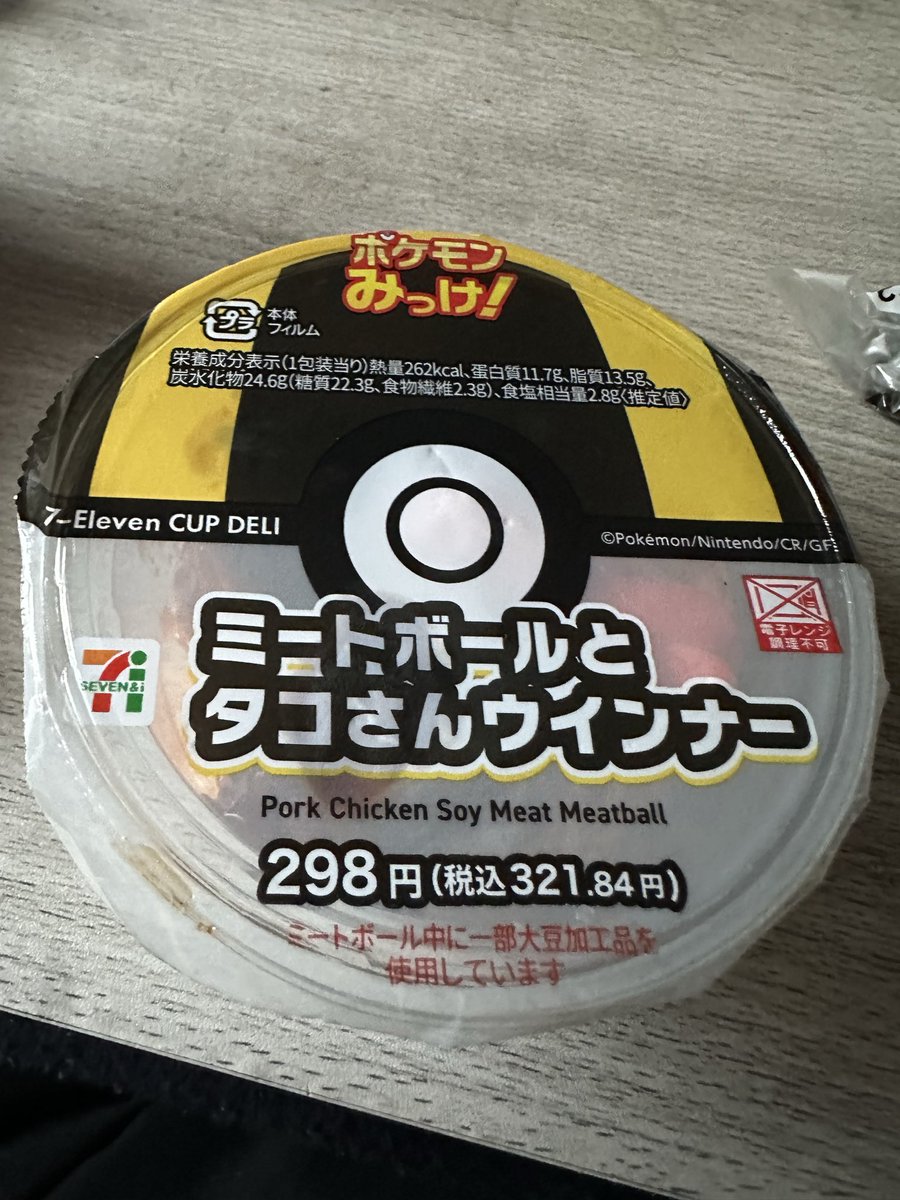 ポケモン
みっけ!
プラ
本体
フィルム
栄養成分表示(1包装当り)熱量262kcal、蛋白質11.7g、脂質13.5g、
炭水化物24.6g(糖質22.3g、食物繊維2.3g)、食塩相当量2.8g〈推定値〉
7-Eleven CUP DELI
©Pokémon/Nintendo/CR/GF
電子レンジ
調理不可
SEVEN&i
ミートボールと
タコさんウインナー
Pork Chicken Soy Meat Meatball
298円(税込321.84円)
ミートボール中に一部大豆加工品を
使用しています